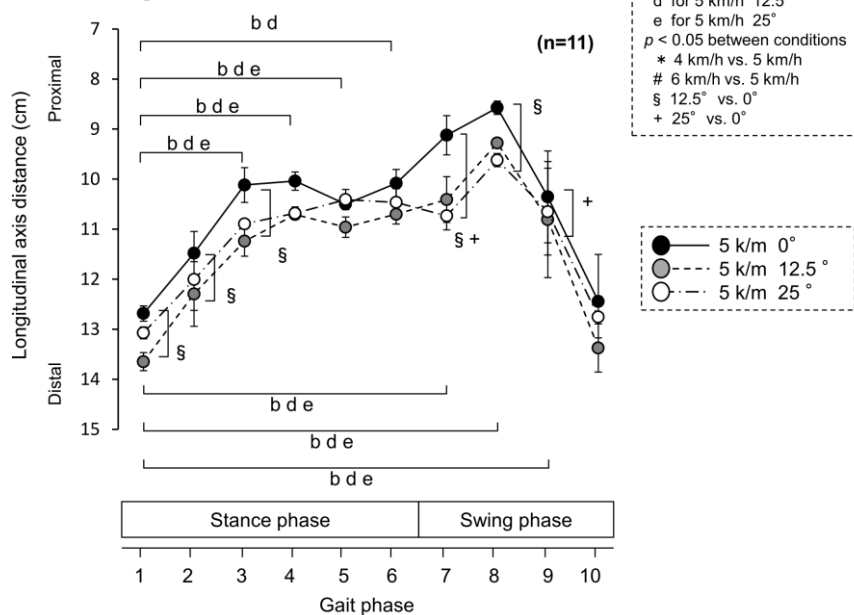 d for 5 km/h 12.5°
e for 5 km/h 25°
p < 0.05 between conditions
* 4 km/h vs. 5 km/h
# 6 km/h vs. 5 km/h
§ 12.5° vs. 0°
+ 25° vs. 0°
(n=11)
b d
b d e
b d e
b d e
Longitudinal axis distance (cm)
Proximal
Distal
7
8
9
10
11
12
13
14
15
§
§
§
§
§ +
+
5 k/m 0°
5 k/m 12.5 °
5 k/m 25 °
b d e
b d e
b d e
Stance phase
Swing phase
1 2 3 4 5 6 7 8 9 10
Gait phase